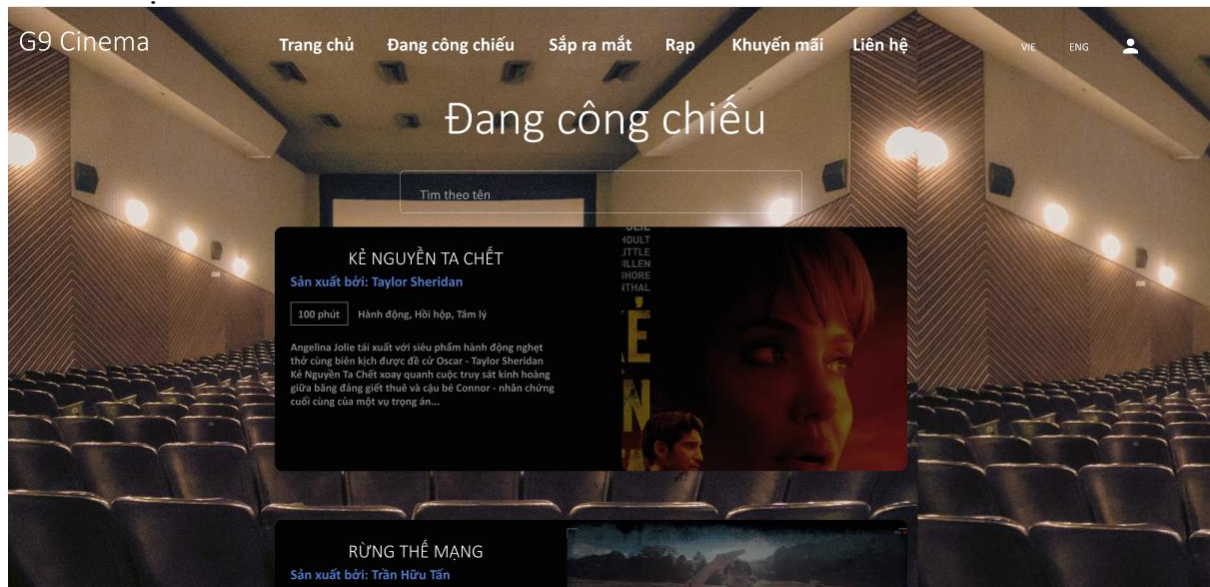 G9 Cinema
Trang chủ Đang công chiếu Sắp ra mắt Rạp Khuyến mãi Liên hệ VIE ENG
Đang công chiếu
Tìm theo tên
KẺ NGUYỀN TA CHẾT
Sản xuất bởi: Taylor Sheridan
100 phút Hành động, Hồi hộp, Tâm lý
Angelina Jolie tái xuất với siêu phẩm hành động nghẹt
thở cùng biên kịch được đề cử Oscar - Taylor Sheridan
Kẻ Nguyền Ta Chết xoay quanh cuộc truy sát kinh hoàng
giữa băng đảng giết thuê và cậu bé Connor - nhân chứng
cuối cùng của một vụ trọng án...
HOULT
ITTLE
ILLEN
SHORE
NTHAL
RỪNG THẾ MẠNG
Sản xuất bởi: Trần Hữu Tấn